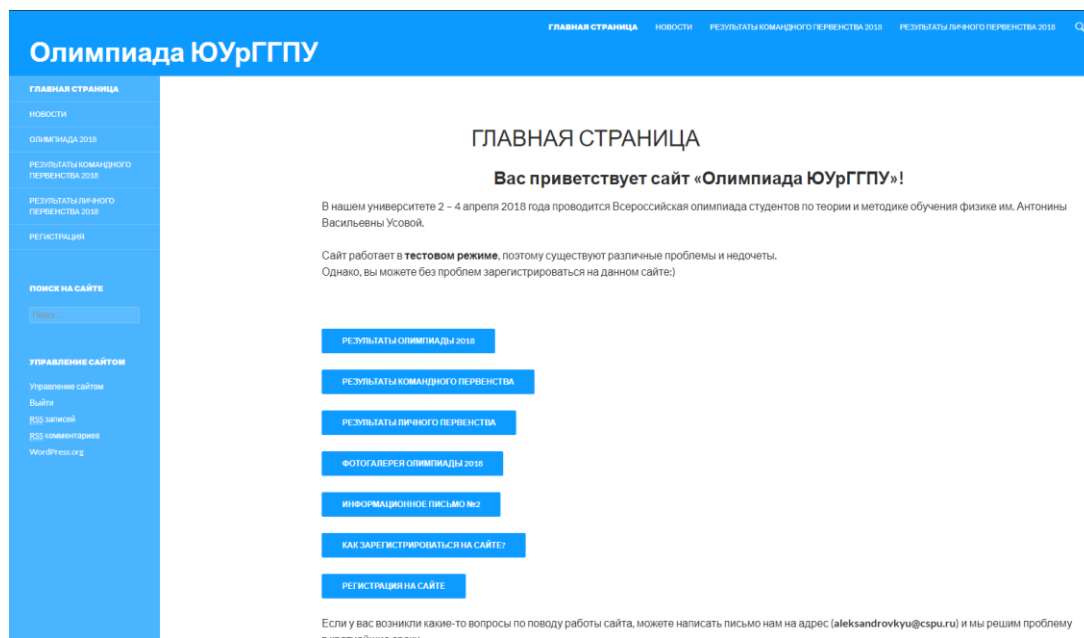 ГЛАВНАЯ СТРАНИЦА НОВОСТИ РЕЗУЛЬТАТЫ КОМАНДНОГО ПЕРВЕНСТВА 2018 РЕЗУЛЬТАТЫ ЛИЧНОГО ПЕРВЕНСТВА 2018
Олимпиада ЮУрГГПУ
ГЛАВНАЯ СТРАНИЦА
НОВОСТИ
ОЛИМПИАДА 2018
РЕЗУЛЬТАТЫ КОМАНДНОГО
ПЕРВЕНСТВА 2018
РЕЗУЛЬТАТЫ ЛИЧНОГО
ПЕРВЕНСТВА 2018
РЕГИСТРАЦИЯ
ПОИСК НА САЙТЕ
Поиск…
УПРАВЛЕНИЕ САЙТОМ
Управление сайтом
Выйти
RSS записей
RSS комментариев
WordPress.org
ГЛАВНАЯ СТРАНИЦА
Вас приветствует сайт «Олимпиада ЮУрГГПУ»!
В нашем университете 2 – 4 апреля 2018 года проводится Всероссийская олимпиада студентов по теории и методике обучения физике им. Антонины
Васильевны Усовой.
Сайт работает в тестовом режиме, поэтому существуют различные проблемы и недочеты.
Однако, вы можете без проблем зарегистрироваться на данном сайте:)
РЕЗУЛЬТАТЫ ОЛИМПИАДЫ 2018
РЕЗУЛЬТАТЫ КОМАНДНОГО ПЕРВЕНСТВА
РЕЗУЛЬТАТЫ ЛИЧНОГО ПЕРВЕНСТВА
ФОТОГАЛЕРЕЯ ОЛИМПИАДЫ 2018
ИНФОРМАЦИОННОЕ ПИСЬМО №2
КАК ЗАРЕГИСТРИРОВАТЬСЯ НА САЙТЕ?
РЕГИСТРАЦИЯ НА САЙТЕ
Если у вас возникли какие-то вопросы по поводу работы сайта, можете написать письмо нам на адрес (aleksandrovkyu@cspu.ru) и мы решим проблему